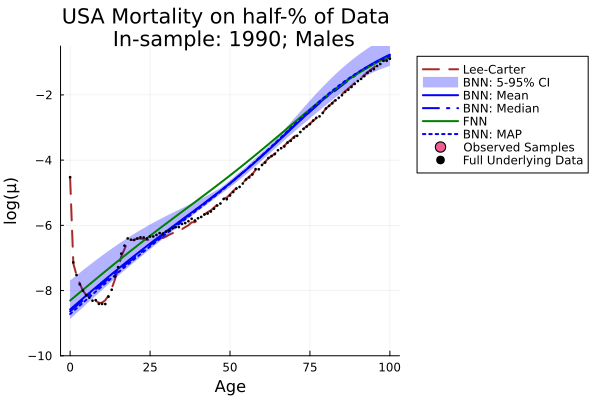 USA Mortality on half-% of Data
In-sample: 1990; Males
log(μ)
−2
−4
−6
−8
−10
0
25
50
75
100
Age
Lee-Carter
BNN: 5-95% CI
BNN: Mean
BNN: Median
FNN
BNN: MAP
Observed Samples
Full Underlying Data